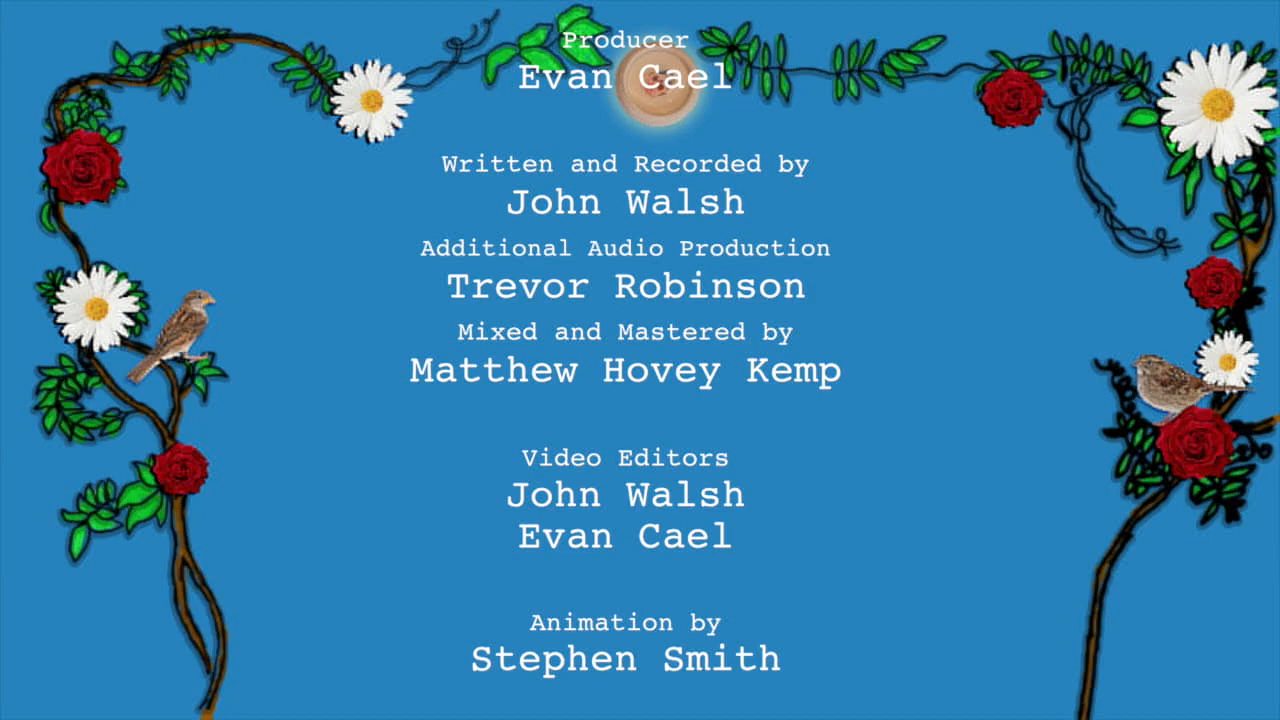 Producer
Evan Cael
Written and Recorded by
John Walsh
Additional Audio Production
Trevor Robinson
Mixed and Mastered by
Matthew Hovey Kemp
Video Editors
John Walsh
Evan Cael
Animation by
Stephen Smith